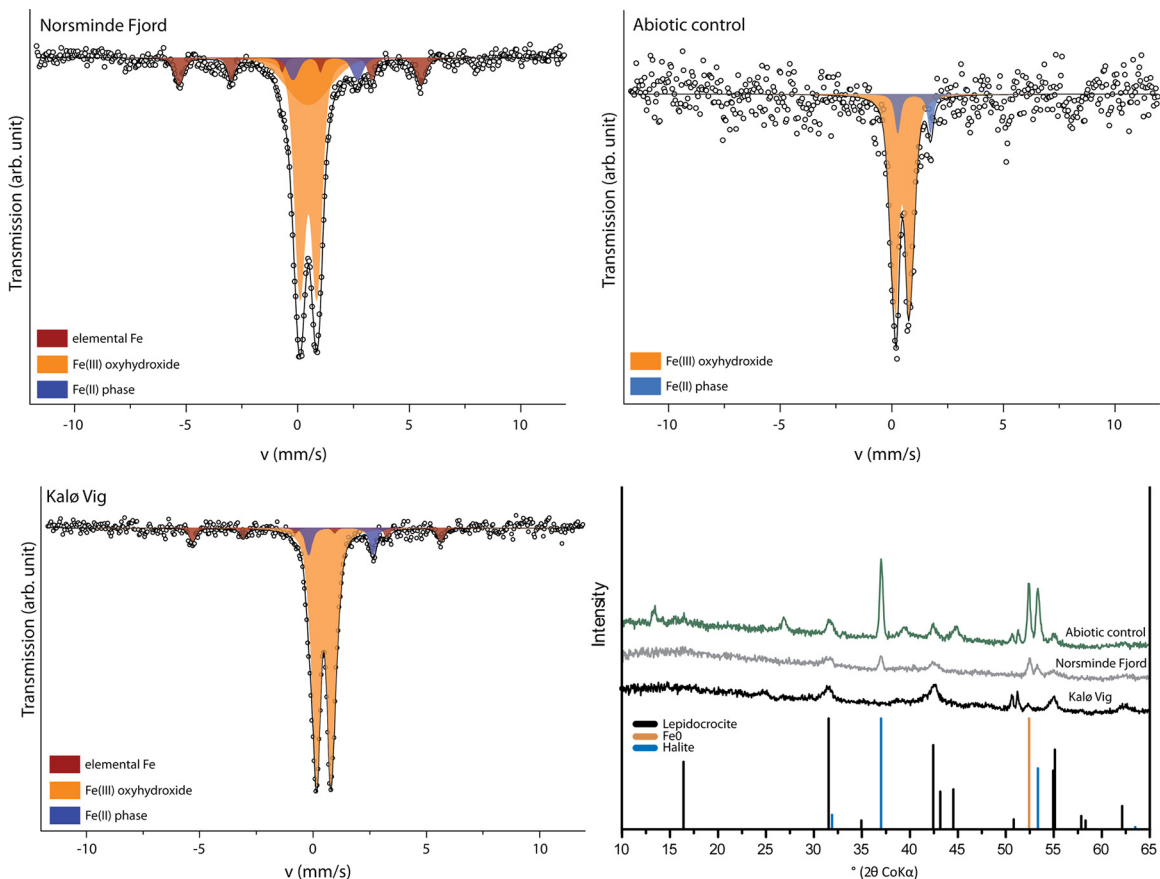 Norsminde Fjord
Transmission (arb. unit)
elemental Fe
Fe(III) oxyhydroxide
Fe(II) phase
-10 -5 0 5 10
v (mm/s)
Abiotic control
Transmission (arb. unit)
Fe(III) oxyhydroxide
Fe(II) phase
-10 -5 0 5 10
v (mm/s)
Kalø Vig
Transmission (arb. unit)
elemental Fe
Fe(III) oxyhydroxide
Fe(II) phase
-10 -5 0 5 10
v (mm/s)
Intensity
Abiotic control
Norsminde Fjord
Kalø Vig
Lepidocrocite
Fe0
Halite
10 15 20 25 30 35 40 45 50 55 60 65
° (2θ CoKα)